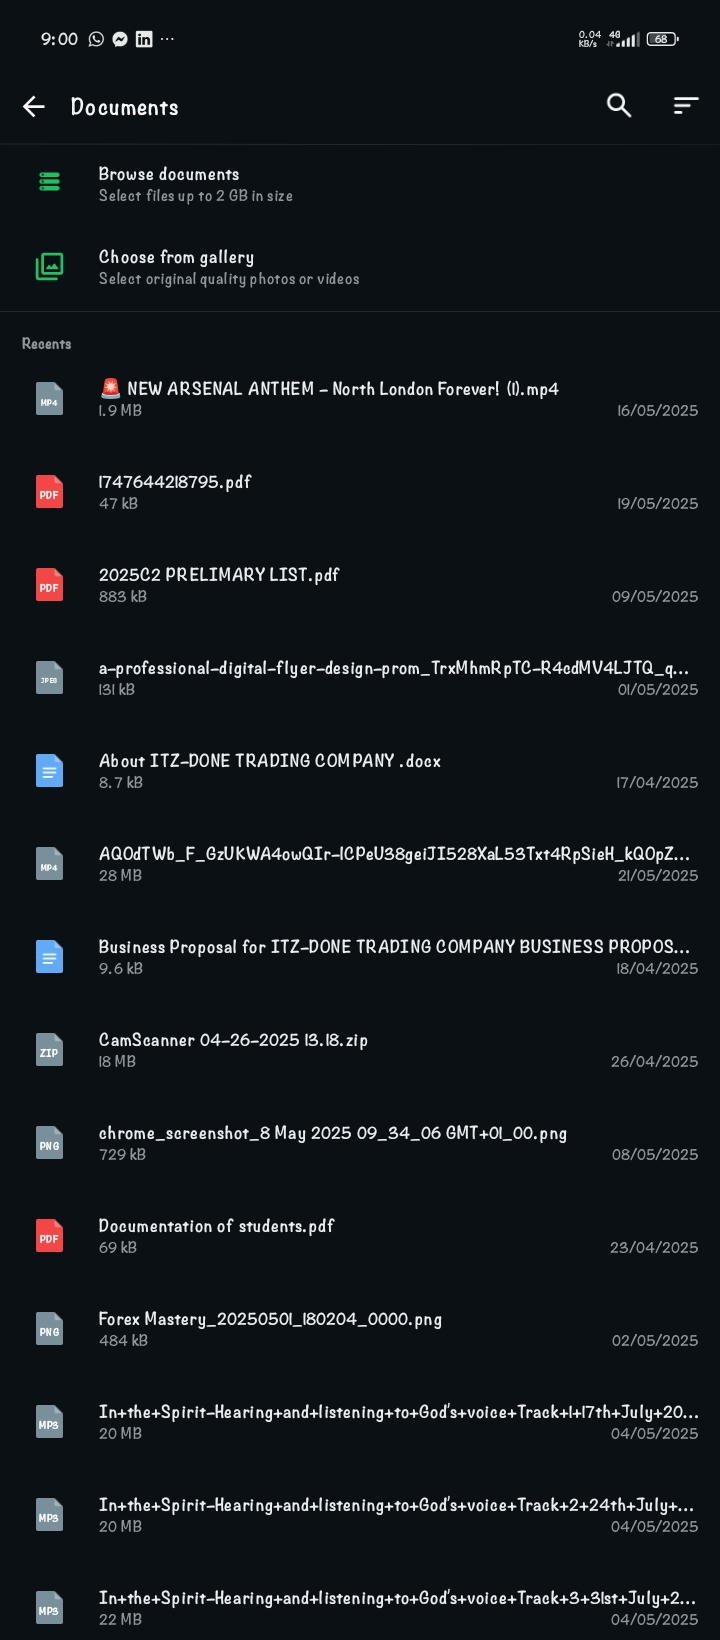 9:00 ... 0.04 KB/s 4G 68
Documents
Browse documents
Select files up to 2 GB in size
Choose from gallery
Select original quality photos or videos
Recents
MP4 🚨 NEW ARSENAL ANTHEM – North London Forever! (1).mp4
1.9 MB 16/05/2025
PDF 1747644218795.pdf
47 kB 19/05/2025
PDF 2025C2 PRELIMARY LIST.pdf
883 kB 09/05/2025
JPEG a-professional-digital-flyer-design-prom_TrxMhmRpTC-R4cdMV4LJTQ_q...
131 kB 01/05/2025
About ITZ-DONE TRADING COMPANY .docx
8.7 kB 17/04/2025
MP4 AQOdTWb_F_GzUKWA4owQIr-ICPeU38geiJI528XaL53Txt4RpSieH_kQOpZ...
28 MB 21/05/2025
Business Proposal for ITZ-DONE TRADING COMPANY BUSINESS PROPOS...
9.6 kB 18/04/2025
ZIP CamScanner 04-26-2025 13.18.zip
18 MB 26/04/2025
PNG chrome_screenshot_8 May 2025 09_34_06 GMT+01_00.png
729 kB 08/05/2025
PDF Documentation of students.pdf
69 kB 23/04/2025
PNG Forex Mastery_20250501_180204_0000.png
484 kB 02/05/2025
MP3 In+the+Spirit-Hearing+and+listening+to+God's+voice+Track+1+17th+July+20...
20 MB 04/05/2025
MP3 In+the+Spirit-Hearing+and+listening+to+God's+voice+Track+2+24th+July+...
20 MB 04/05/2025
MP3 In+the+Spirit-Hearing+and+listening+to+God's+voice+Track+3+31st+July+2...
22 MB 04/05/2025